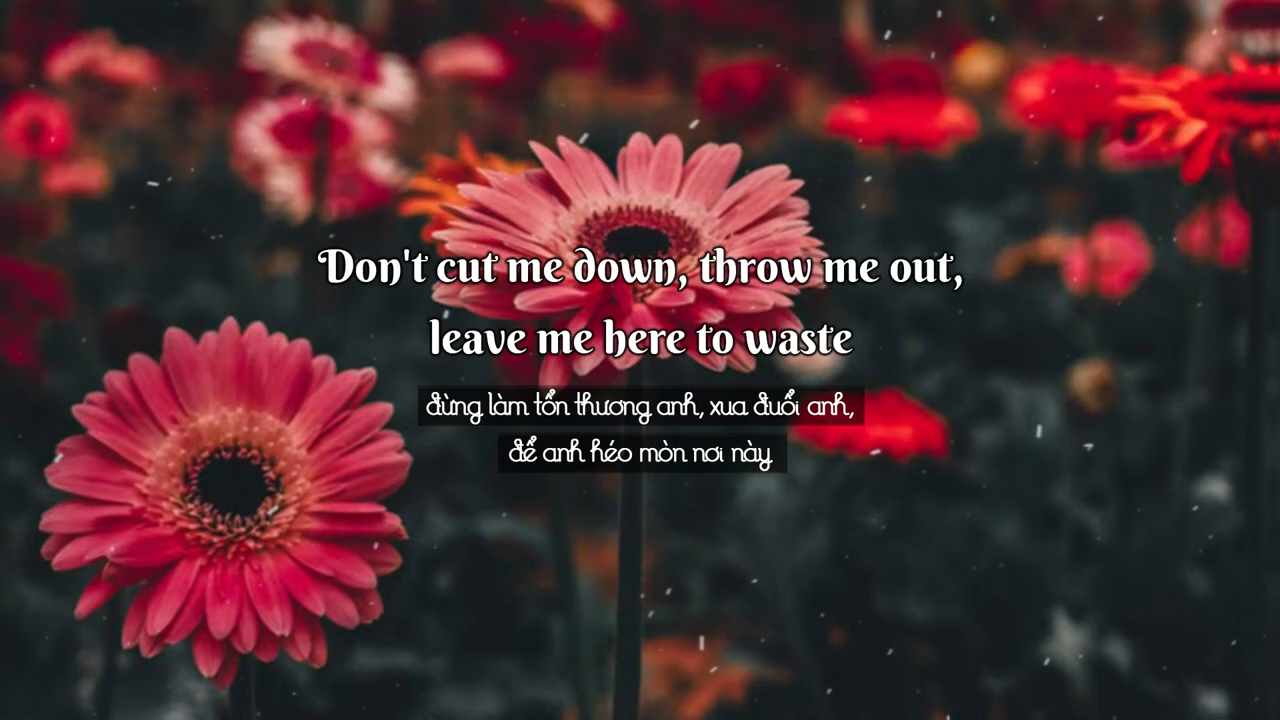 Don't cut me down, throw me out,
leave me here to waste
đừng làm tổn thương anh, xua đuổi anh,
để anh héo mòn nơi này